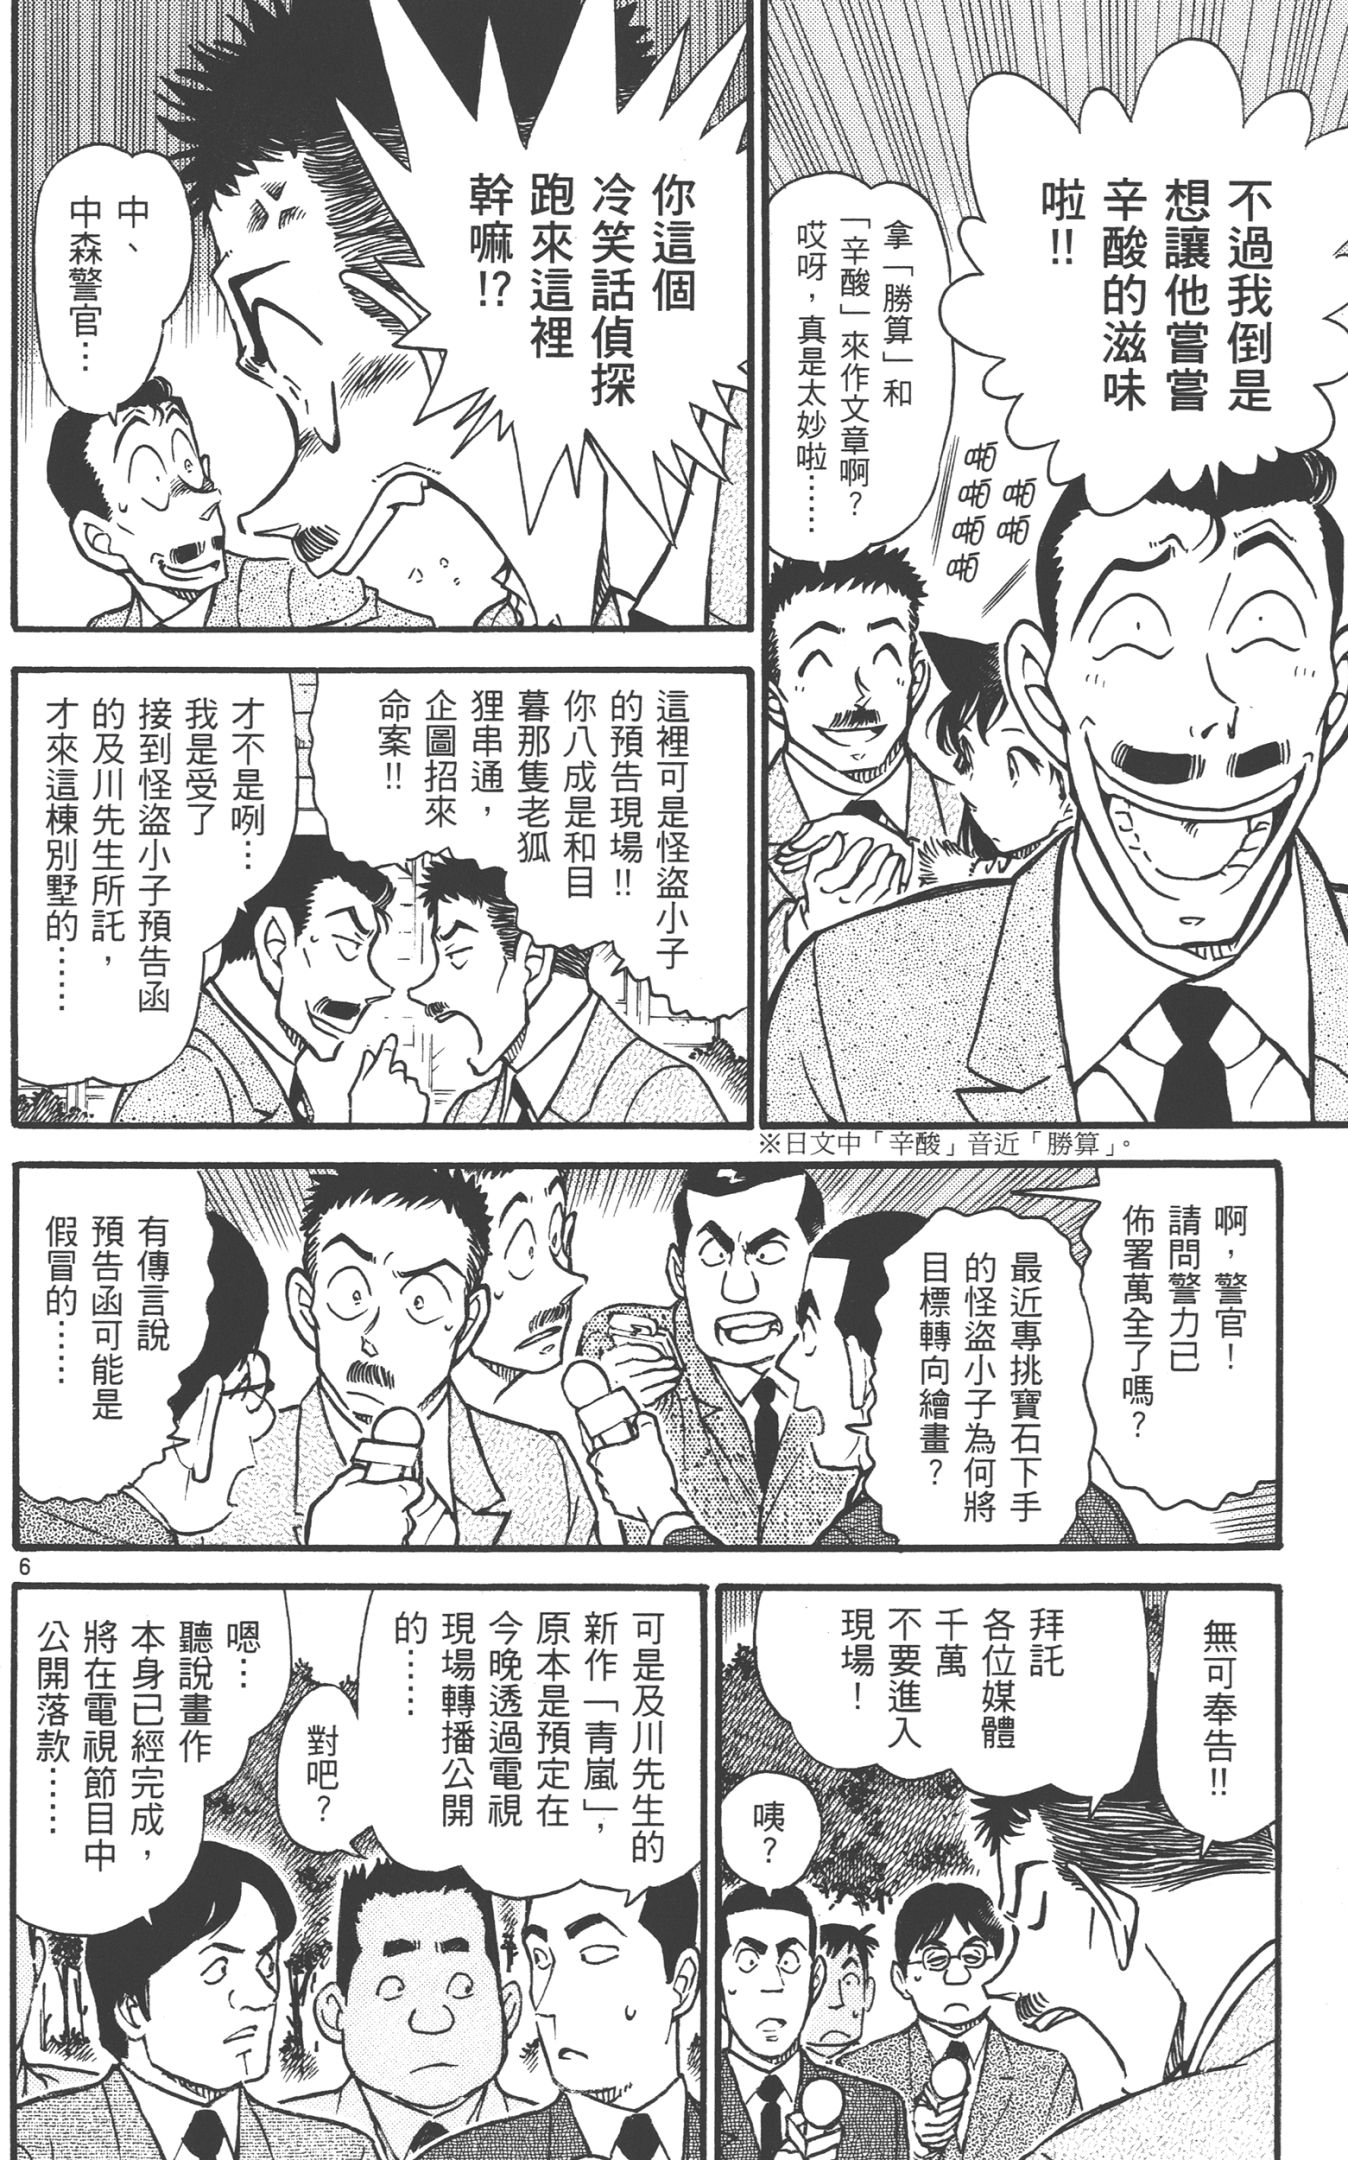 不過我倒是
想讓他嘗嘗
辛酸的滋味
啦!!
拿「勝算」和
「辛酸」來作文章啊?
哎呀,真是太妙啦……
啪啪啪啪
啪啪
※日文中「辛酸」音近「勝算」。
你這個
冷笑話偵探
跑來這裡
幹嘛!?
中、
中森警官…
這裡可是怪盜小子
的預告現場!!
你八成是和目
暮那隻老狐
狸串通,
企圖招來
命案!!
才不是咧…
我是受了
接到怪盜小子預告函
的及川先生所託,
才來這棟別墅的……
啊,警官!
請問警力已
佈署萬全了嗎?
最近專挑寶石下手
的怪盜小子為何將
目標轉向繪畫?
有傳言說
預告函可能是
假冒的……
6
無可奉告!!
拜託
各位媒體
千萬
不要進入
現場!
咦?
可是及川先生的
新作「青嵐」,
原本是預定在
今晚透過電視
現場轉播公開
的……
對吧?
嗯…
聽說畫作
本身已經完成,
將在電視節目中
公開落款……